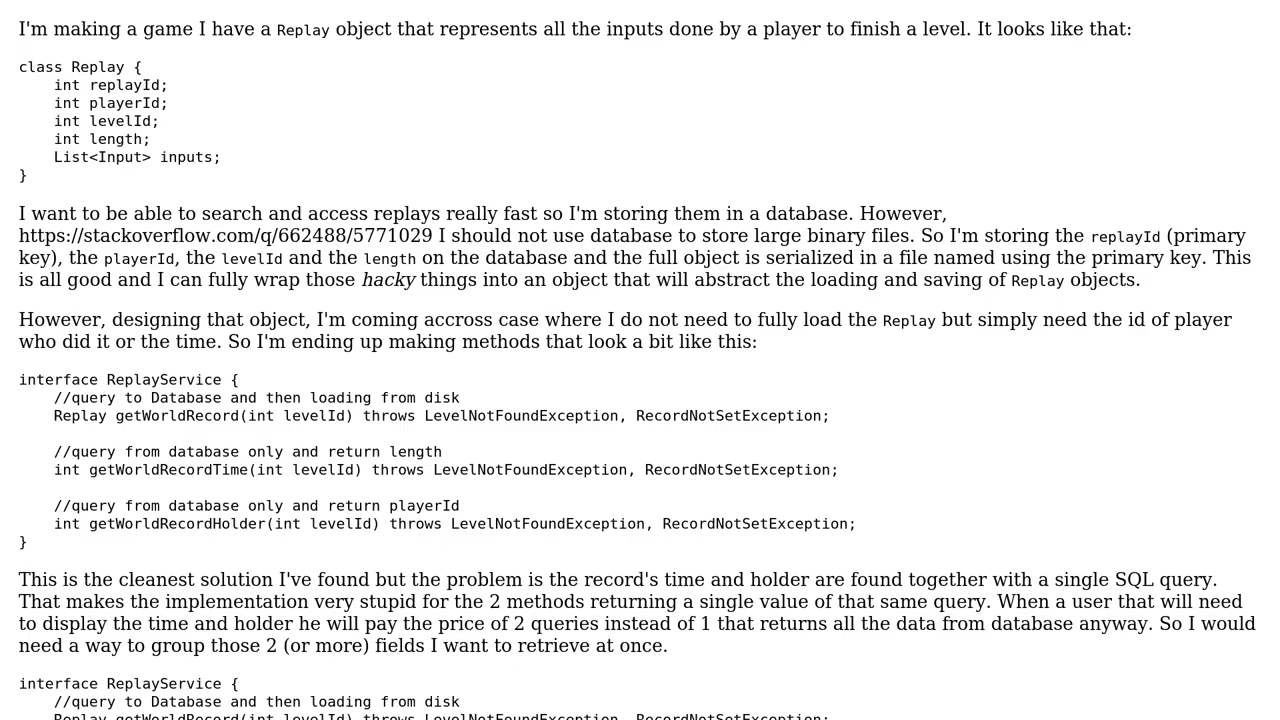 I'm making a game I have a Replay object that represents all the inputs done by a player to finish a level. It looks like that:
class Replay {
    int replayId;
    int playerId;
    int levelId;
    int length;
    List<Input> inputs;
}
I want to be able to search and access replays really fast so I'm storing them in a database. However,
https://stackoverflow.com/q/662488/5771029 I should not use database to store large binary files. So I'm storing the replayId (primary
key), the playerId, the levelId and the length on the database and the full object is serialized in a file named using the primary key. This
is all good and I can fully wrap those hacky things into an object that will abstract the loading and saving of Replay objects.
However, designing that object, I'm coming accross case where I do not need to fully load the Replay but simply need the id of player
who did it or the time. So I'm ending up making methods that look a bit like this:
interface ReplayService {
    //query to Database and then loading from disk
    Replay getWorldRecord(int levelId) throws LevelNotFoundException, RecordNotSetException;
    //query from database only and return length
    int getWorldRecordTime(int levelId) throws LevelNotFoundException, RecordNotSetException;
    //query from database only and return playerId
    int getWorldRecordHolder(int levelId) throws LevelNotFoundException, RecordNotSetException;
}
This is the cleanest solution I've found but the problem is the record's time and holder are found together with a single SQL query.
That makes the implementation very stupid for the 2 methods returning a single value of that same query. When a user that will need
to display the time and holder he will pay the price of 2 queries instead of 1 that returns all the data from database anyway. So I would
need a way to group those 2 (or more) fields I want to retrieve at once.
interface ReplayService {
    //query to Database and then loading from disk
    Replay getWorldRecord(int levelId) throws LevelNotFoundException, RecordNotSetException;